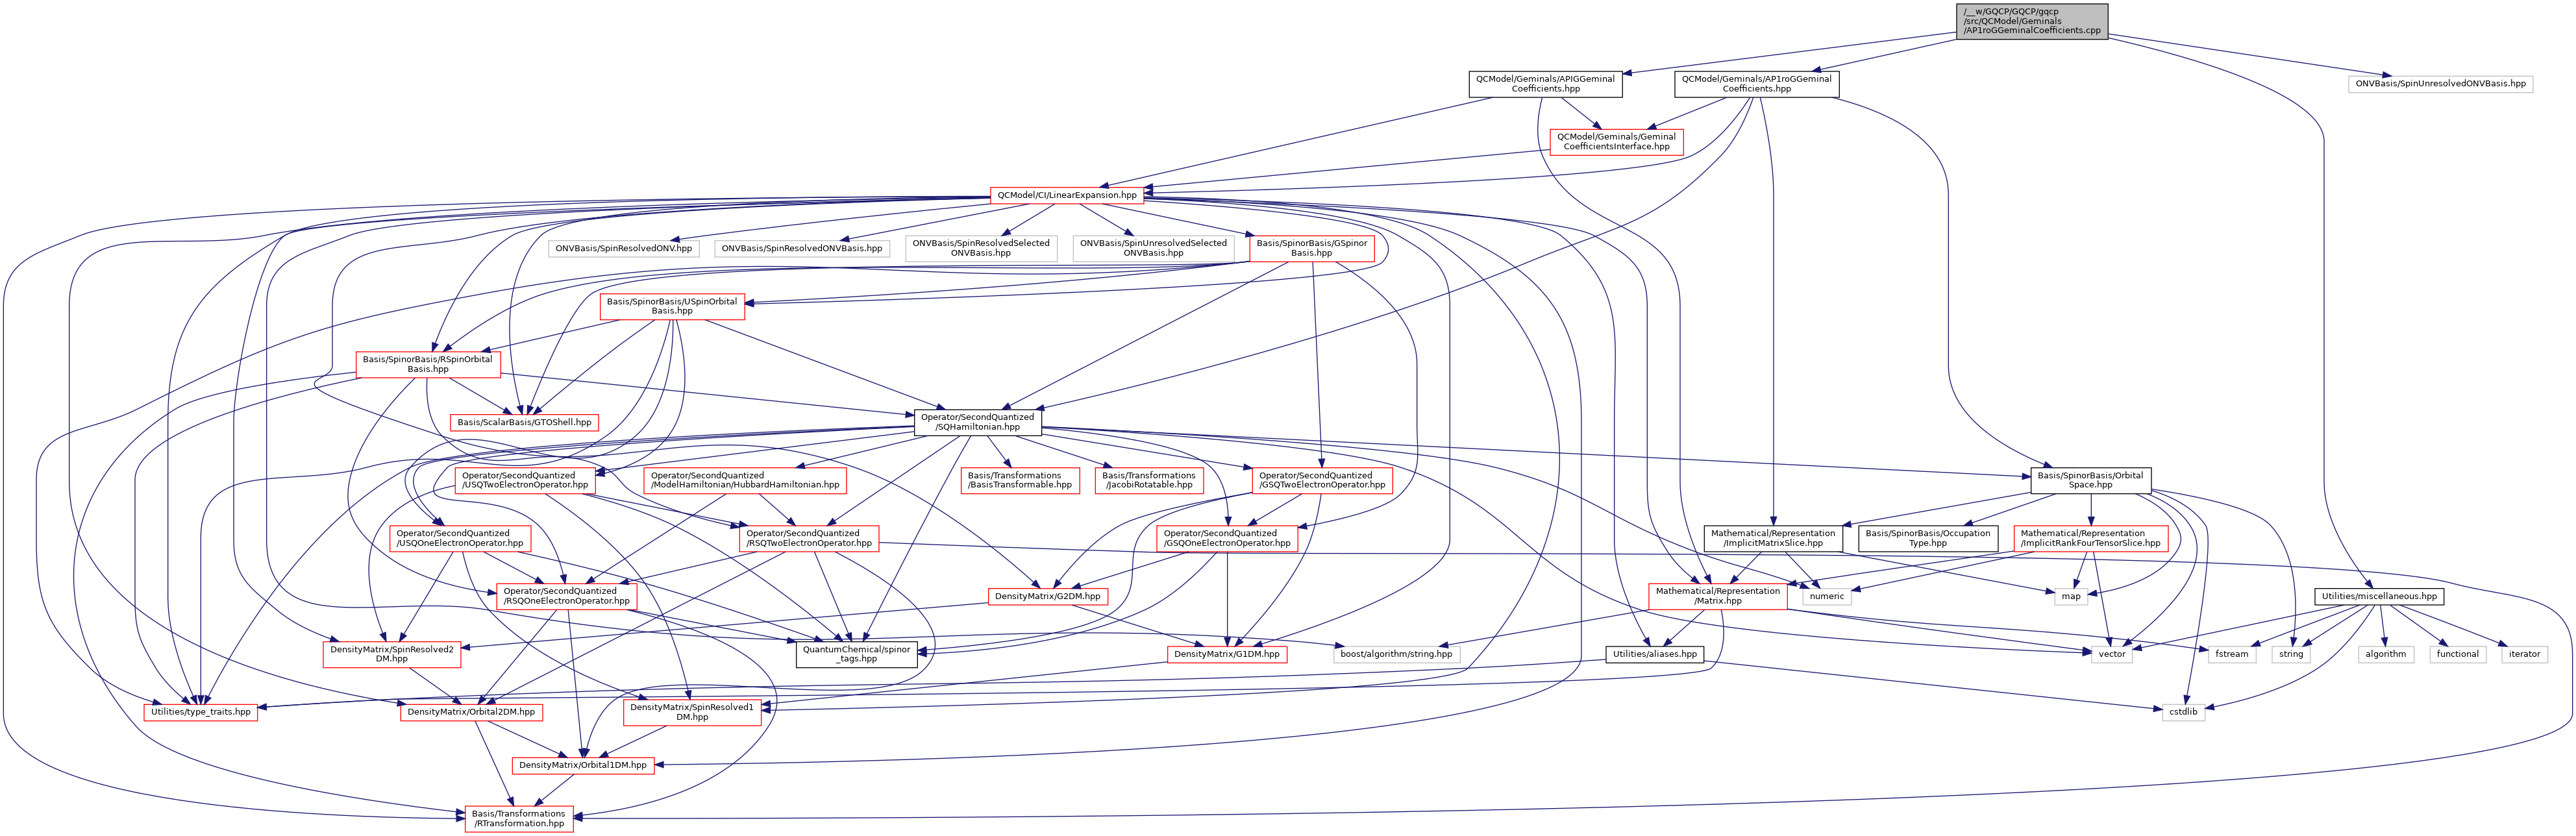 /__w/GQCP/GQCP/gqcp
/src/QCModel/Geminals
/AP1roGGeminalCoefficients.cpp
QCModel/Geminals/APIGGeminal
Coefficients.hpp
QCModel/Geminals/AP1roGGeminal
Coefficients.hpp
ONVBasis/SpinUnresolvedONVBasis.hpp
QCModel/Geminals/Geminal
CoefficientsInterface.hpp
QCModel/CI/LinearExpansion.hpp
ONVBasis/SpinResolvedONV.hpp
ONVBasis/SpinResolvedONVBasis.hpp
ONVBasis/SpinResolvedSelected
ONVBasis.hpp
ONVBasis/SpinUnresolvedSelected
ONVBasis.hpp
Basis/SpinorBasis/GSpinor
Basis.hpp
Basis/SpinorBasis/USpinOrbital
Basis.hpp
Basis/SpinorBasis/RSpinOrbital
Basis.hpp
Basis/ScalarBasis/GTOShell.hpp
Operator/SecondQuantized
/SQHamiltonian.hpp
Operator/SecondQuantized
/USQTwoElectronOperator.hpp
Operator/SecondQuantized
/ModelHamiltonian/HubbardHamiltonian.hpp
Basis/Transformations
/BasisTransformable.hpp
Basis/Transformations
/JacobiRotatable.hpp
Operator/SecondQuantized
/GSQTwoElectronOperator.hpp
Basis/SpinorBasis/Orbital
Space.hpp
Operator/SecondQuantized
/USQOneElectronOperator.hpp
Operator/SecondQuantized
/RSQTwoElectronOperator.hpp
Operator/SecondQuantized
/GSQOneElectronOperator.hpp
Mathematical/Representation
/ImplicitMatrixSlice.hpp
Basis/SpinorBasis/Occupation
Type.hpp
Mathematical/Representation
/ImplicitRankFourTensorSlice.hpp
Operator/SecondQuantized
/RSQOneElectronOperator.hpp
DensityMatrix/G2DM.hpp
Mathematical/Representation
/Matrix.hpp
numeric
map
Utilities/miscellaneous.hpp
DensityMatrix/SpinResolved2
DM.hpp
QuantumChemical/spinor
_tags.hpp
DensityMatrix/G1DM.hpp
boost/algorithm/string.hpp
Utilities/aliases.hpp
vector
fstream
string
algorithm
functional
iterator
Utilities/type_traits.hpp
DensityMatrix/Orbital2DM.hpp
DensityMatrix/SpinResolved1
DM.hpp
cstdlib
DensityMatrix/Orbital1DM.hpp
Basis/Transformations
/RTransformation.hpp